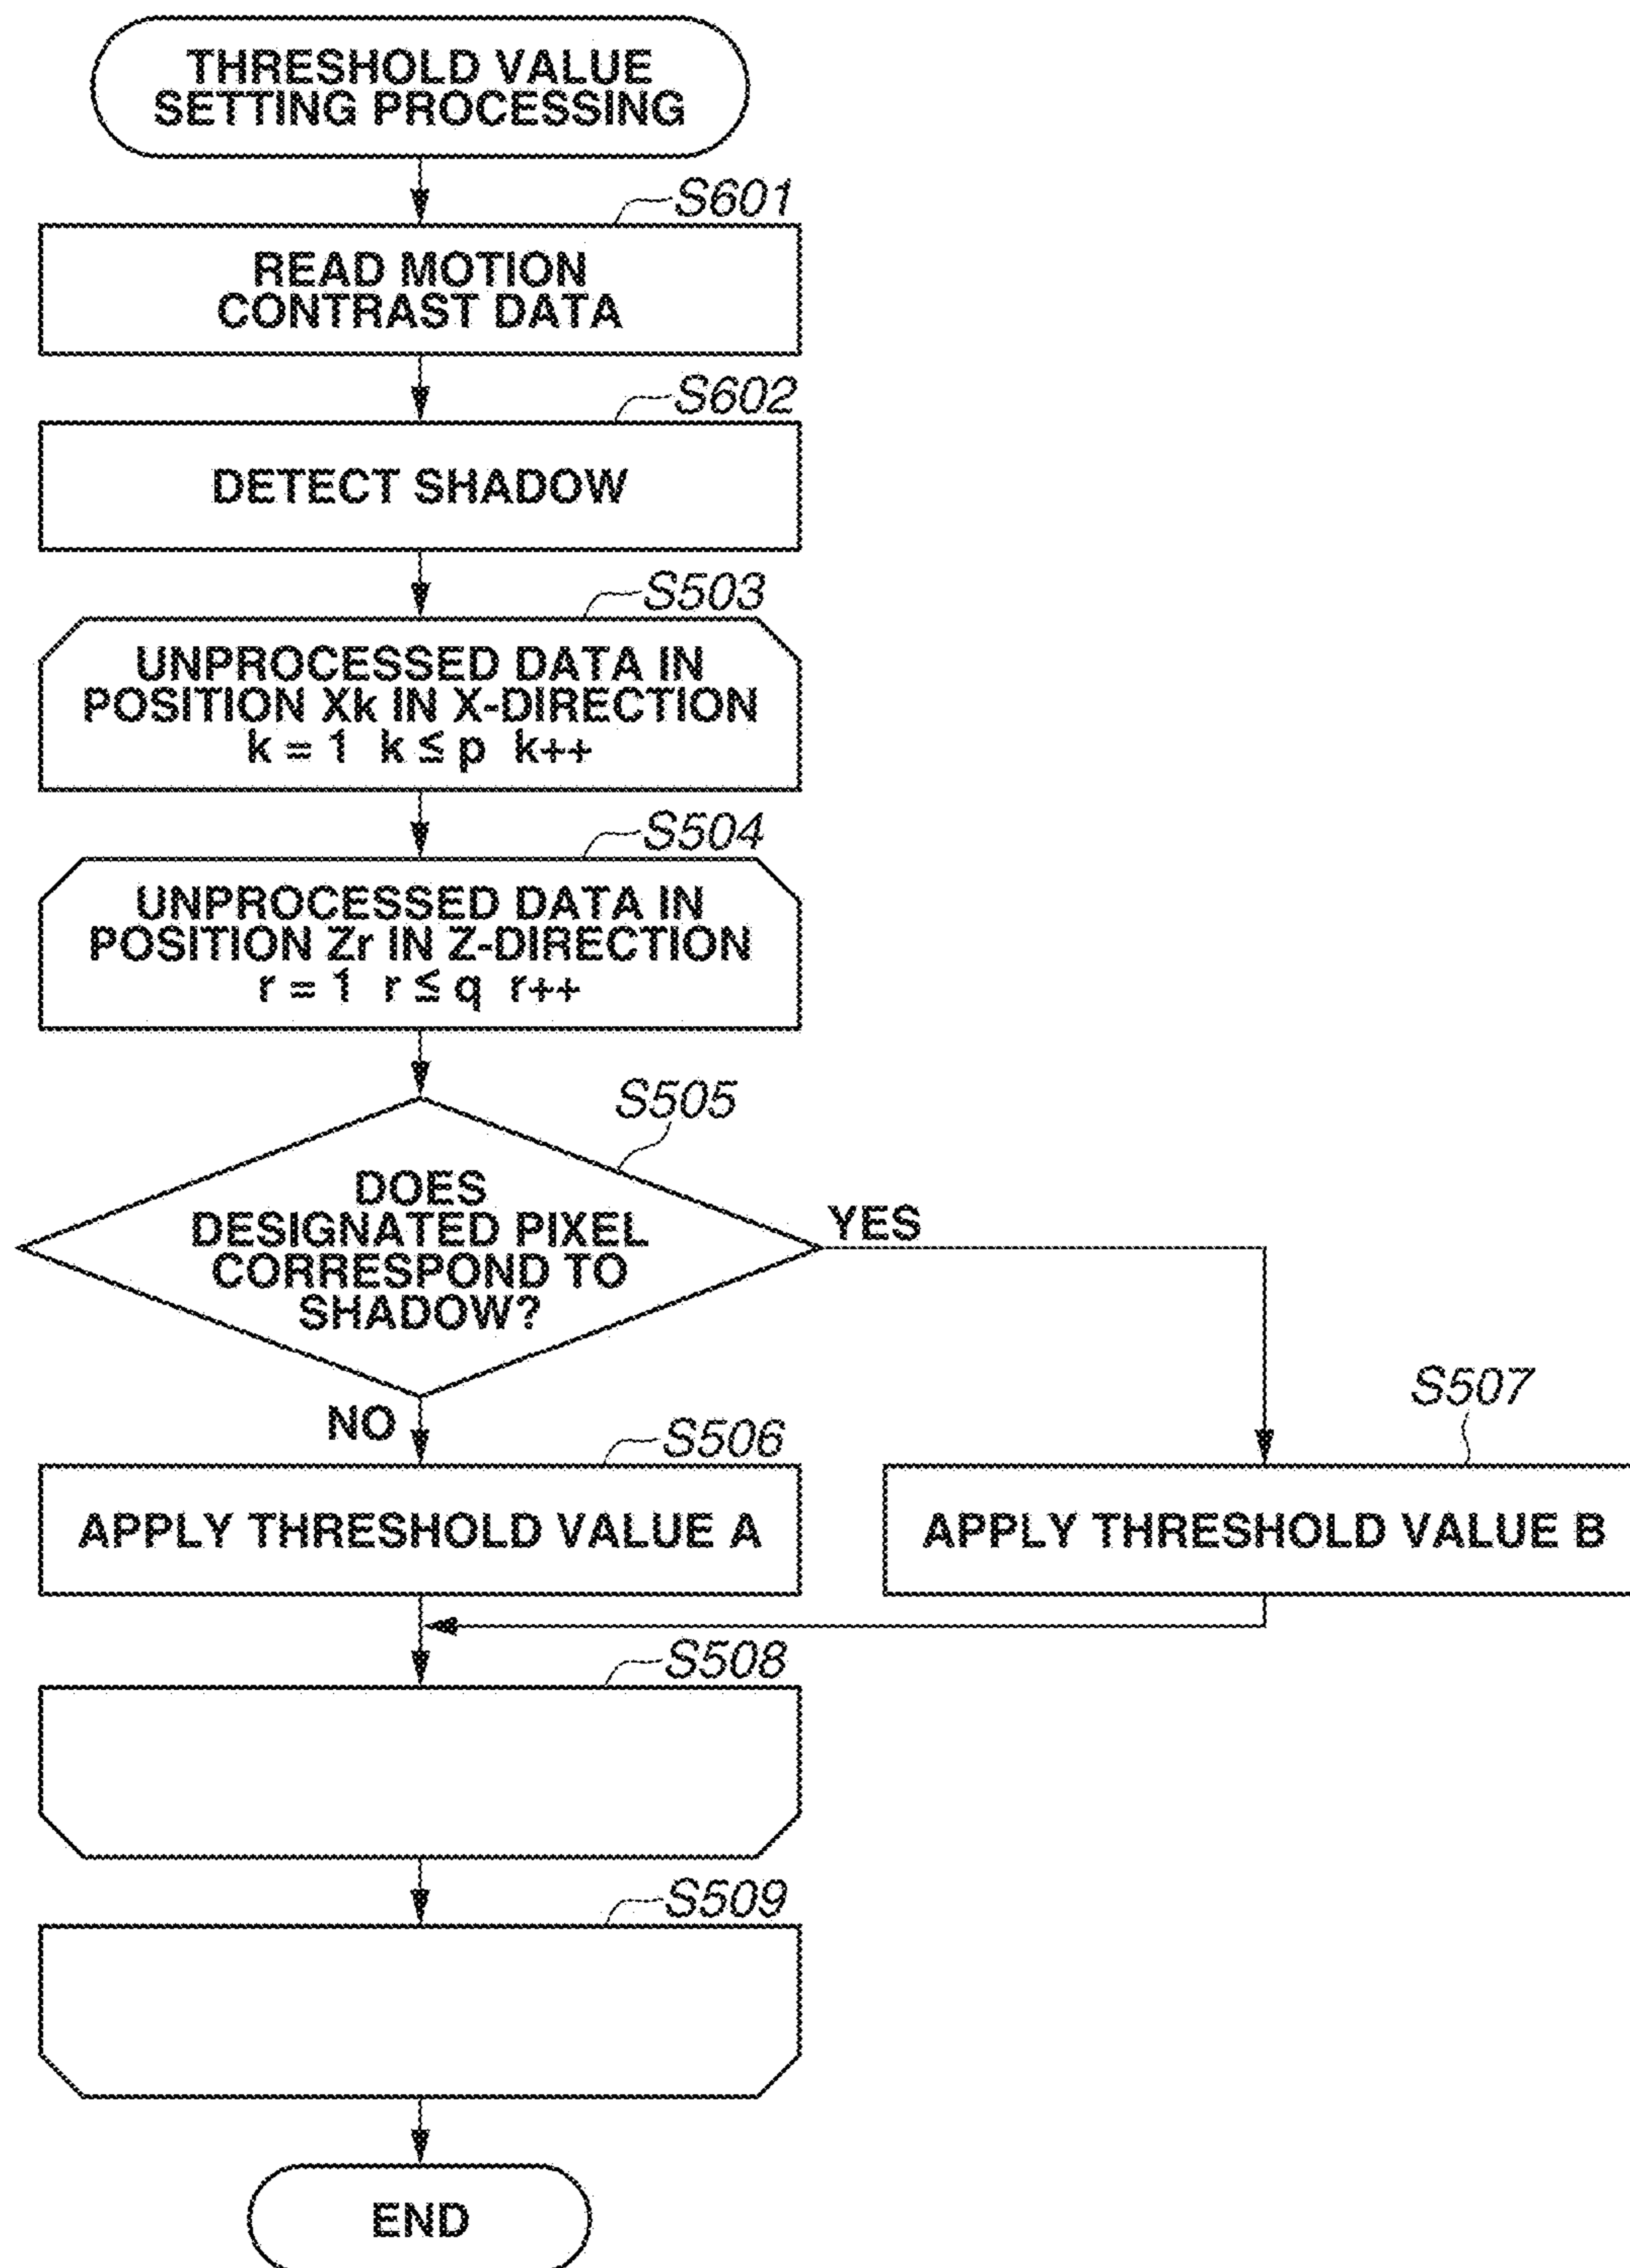 THRESHOLD VALUE
SETTING PROCESSING
S601
READ MOTION
CONTRAST DATA
S602
DETECT SHADOW
S503
UNPROCESSED DATA IN
POSITION Xk IN X-DIRECTION
k = 1 k ≤ p k++
S504
UNPROCESSED DATA IN
POSITION Zr IN Z-DIRECTION
r = 1 r ≤ q r++
S505
DOES
DESIGNATED PIXEL
CORRESPOND TO
SHADOW?
YES
NO
S506
APPLY THRESHOLD VALUE A
S507
APPLY THRESHOLD VALUE B
S508
S509
END